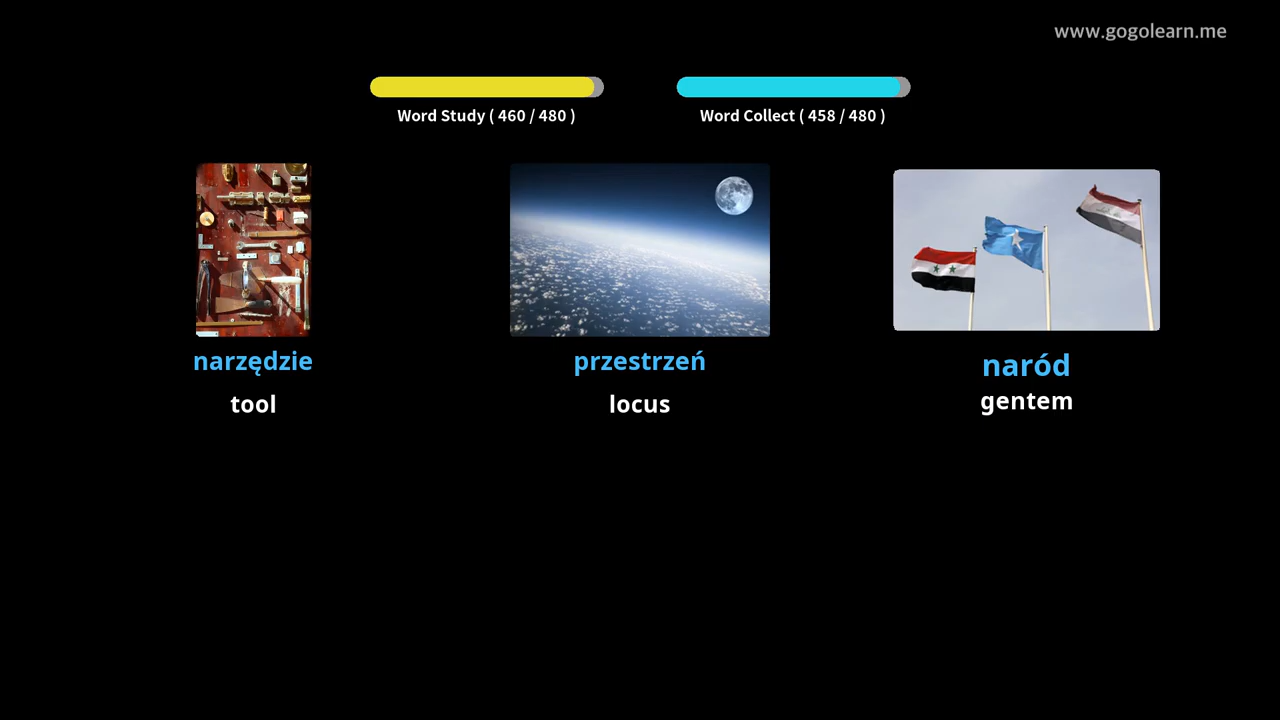 www.gogolearn.me
Word Study ( 460 / 480 )
Word Collect ( 458 / 480 )
narzędzie
przestrzeń
naród
tool
locus
gentem